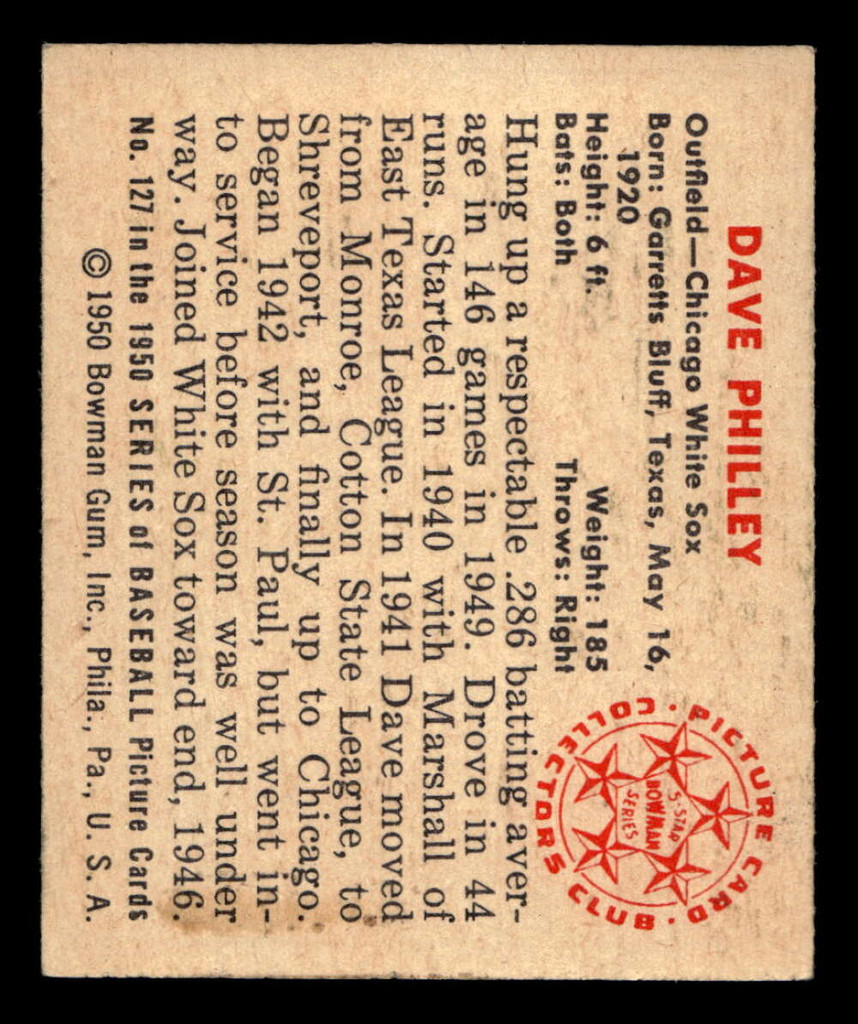 DAVE PHILLEY
Outfield—Chicago White Sox
Born: Garretts Bluff, Texas, May 16,
1920
Height: 6 ft. Weight: 185
Bats: Both Throws: Right
Hung up a respectable .286 batting aver-
age in 146 games in 1949. Drove in 44
runs. Started in 1940 with Marshall of
East Texas League. In 1941 Dave moved
from Monroe, Cotton State League, to
Shreveport, and finally up to Chicago.
Began 1942 with St. Paul, but went in-
to service before season was well under
way. Joined White Sox toward end, 1946.
No. 127 in the 1950 SERIES of BASEBALL Picture Cards
© 1950 Bowman Gum, Inc., Phila., Pa., U. S. A.
· PICTURE CARD · COLLECTORS CLUB
5-STAR
BOWMAN
SERIES